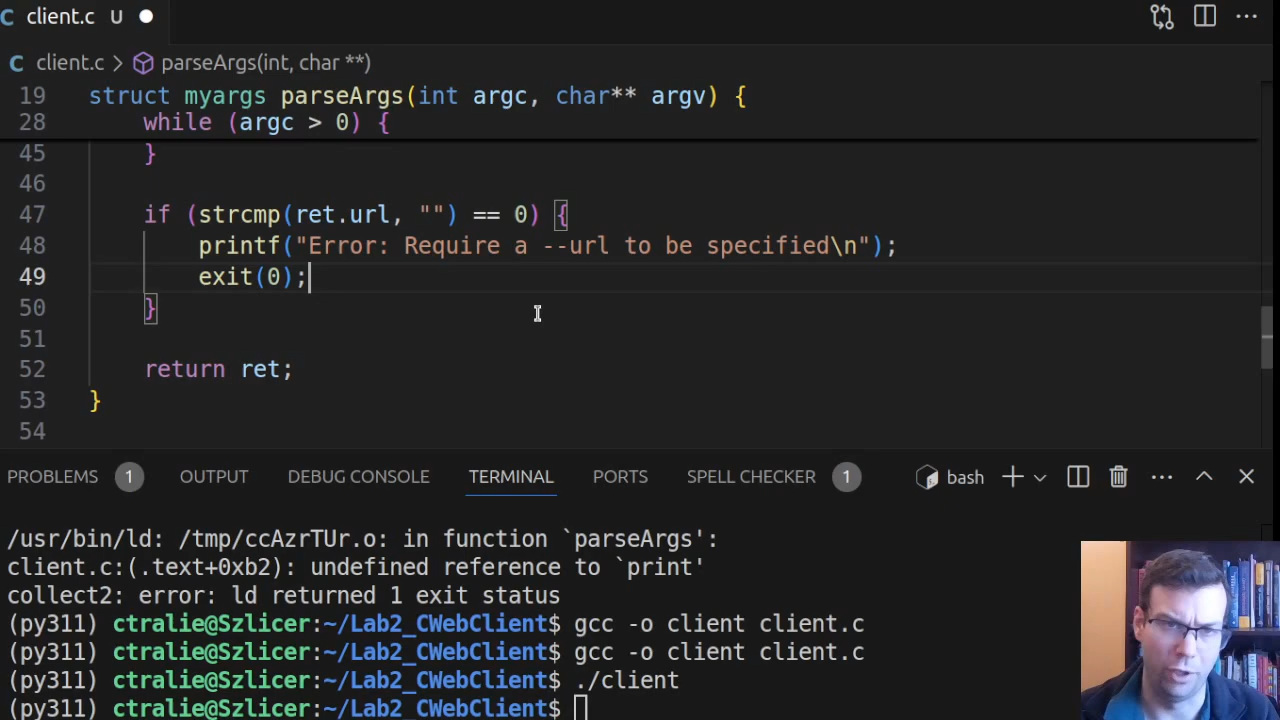 C client.c U
C client.c > parseArgs(int, char **)
19 struct myargs parseArgs(int argc, char** argv) {
28 while (argc > 0) {
45 }
46
47 if (strcmp(ret.url, "") == 0) {
48 printf("Error: Require a --url to be specified\n");
49 exit(0);
50 }
51
52 return ret;
53 }
54
PROBLEMS 1 OUTPUT DEBUG CONSOLE TERMINAL PORTS SPELL CHECKER 1 bash
/usr/bin/ld: /tmp/ccAzrTUr.o: in function `parseArgs':
client.c:(.text+0xb2): undefined reference to `print'
collect2: error: ld returned 1 exit status
(py311) ctralie@Szlicer:~/Lab2_CWebClient$ gcc -o client client.c
(py311) ctralie@Szlicer:~/Lab2_CWebClient$ gcc -o client client.c
(py311) ctralie@Szlicer:~/Lab2_CWebClient$ ./client
(py311) ctralie@Szlicer:~/Lab2_CWebClient$